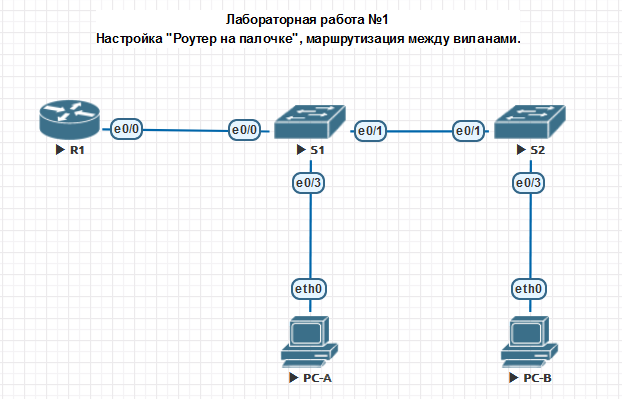 Лабораторная работа №1
Настройка "Роутер на палочке", маршрутизация между виланами.
e0/0
e0/0
e0/1
e0/1
R1
S1
S2
e0/3
e0/3
eth0
eth0
PC-A
PC-B